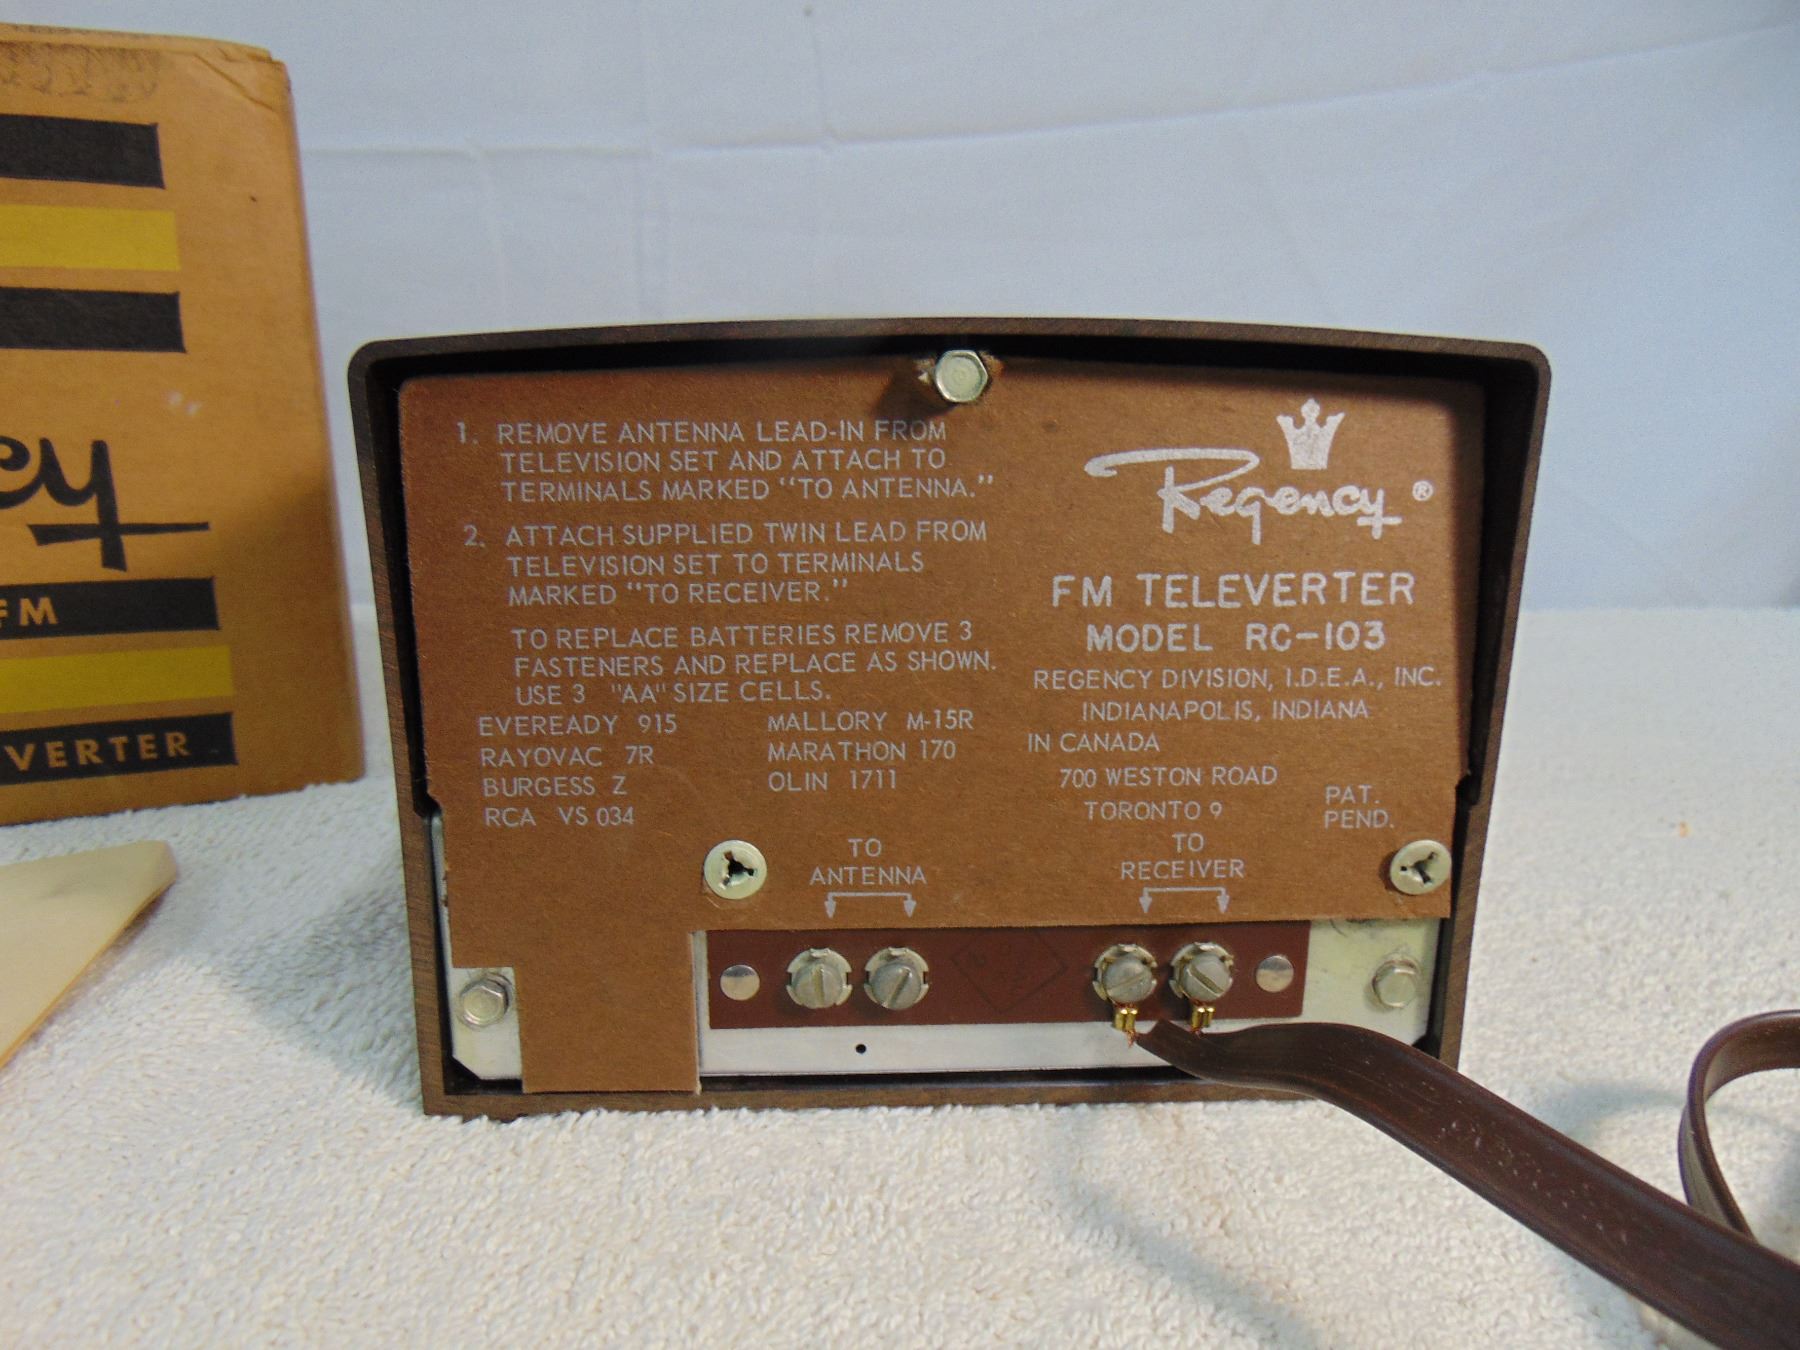 FM
VERTER
1. REMOVE ANTENNA LEAD-IN FROM
TELEVISION SET AND ATTACH TO
TERMINALS MARKED "TO ANTENNA."
2. ATTACH SUPPLIED TWIN LEAD FROM
TELEVISION SET TO TERMINALS
MARKED "TO RECEIVER."
TO REPLACE BATTERIES REMOVE 3
FASTENERS AND REPLACE AS SHOWN.
USE 3 "AA" SIZE CELLS.
EVEREADY 915 MALLORY M-15R
RAYOVAC 7R MARATHON 170
BURGESS Z OLIN 1711
RCA VS 034
Regency ®
FM TELEVERTER
MODEL RC-103
REGENCY DIVISION, I.D.E.A., INC.
INDIANAPOLIS, INDIANA
IN CANADA
700 WESTON ROAD
TORONTO 9
PAT.
PEND.
TO
ANTENNA
TO
RECEIVER